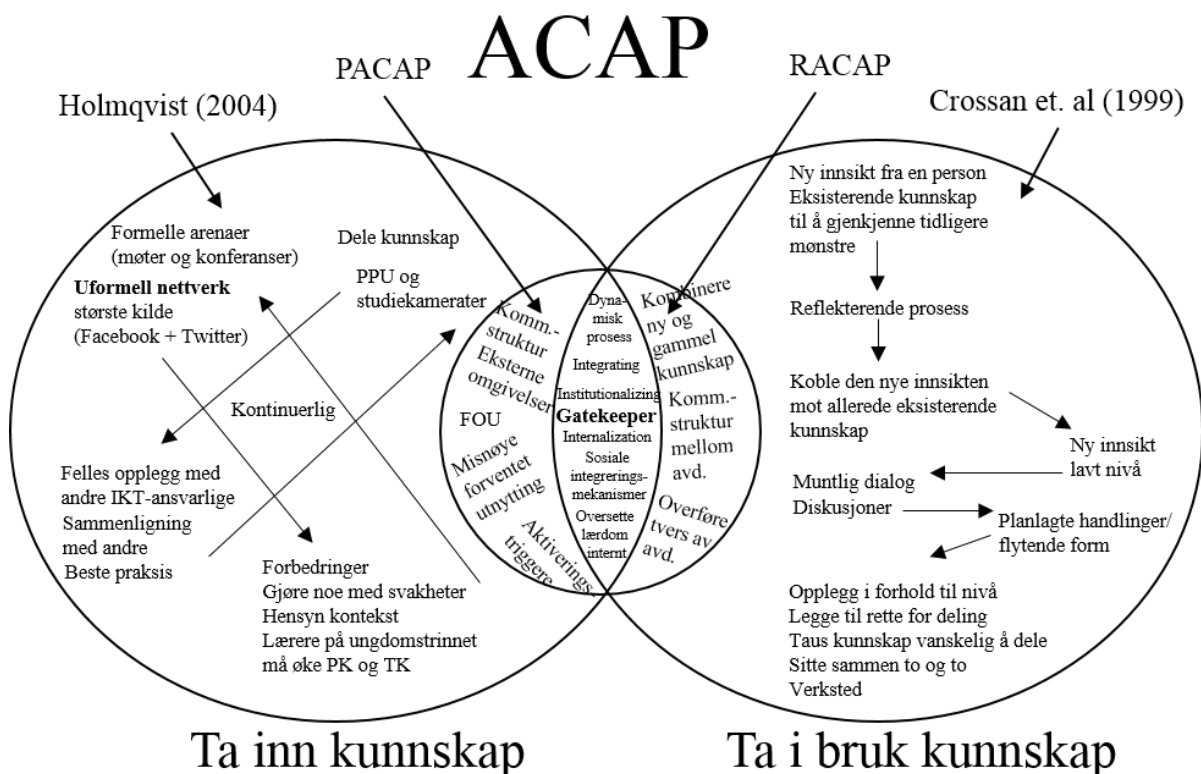 ACAP
PACAP
RACAP
Holmqvist (2004)
Crossan et. al (1999)
Formelle arenaer
(møter og konferanser)
Uformell nettverk
største kilde
(Facebook + Twitter)
Dele kunnskap
PPU og
studiekamerater
Kontinuerlig
Felles opplegg med
andre IKT-ansvarlige
Sammenligning
med andre
Beste praksis
Forbedringer
Gjøre noe med svakheter
Hensyn kontekst
Lærere på ungdomstrinnet
må øke PK og TK
Komm.-
struktur
Eksterne
omgivelser
FOU
Misnøye
forventet
utnytting
Aktiverings-
triggere
Dyna-
misk
prosess
Integrating
Institutionalizing
Gatekeeper
Internalization
Sosiale
integrerings-
mekanismer
Oversette
lærdom
internt
Kombinere
ny og
gammel
kunnskap
Komm.-
struktur
mellom
avd.
Overføre
tvers av
avd.
Ny innsikt fra en person
Eksisterende kunnskap
til å gjenkjenne tidligere
mønstre
Reflekterende prosess
Koble den nye innsikten
mot allerede eksisterende
kunnskap
Ny innsikt
lavt nivå
Muntlig dialog
Diskusjoner
Planlagte handlinger/
flytende form
Opplegg i forhold til nivå
Legge til rette for deling
Taus kunnskap vanskelig å dele
Sitte sammen to og to
Verksted
Ta inn kunnskap
Ta i bruk kunnskap